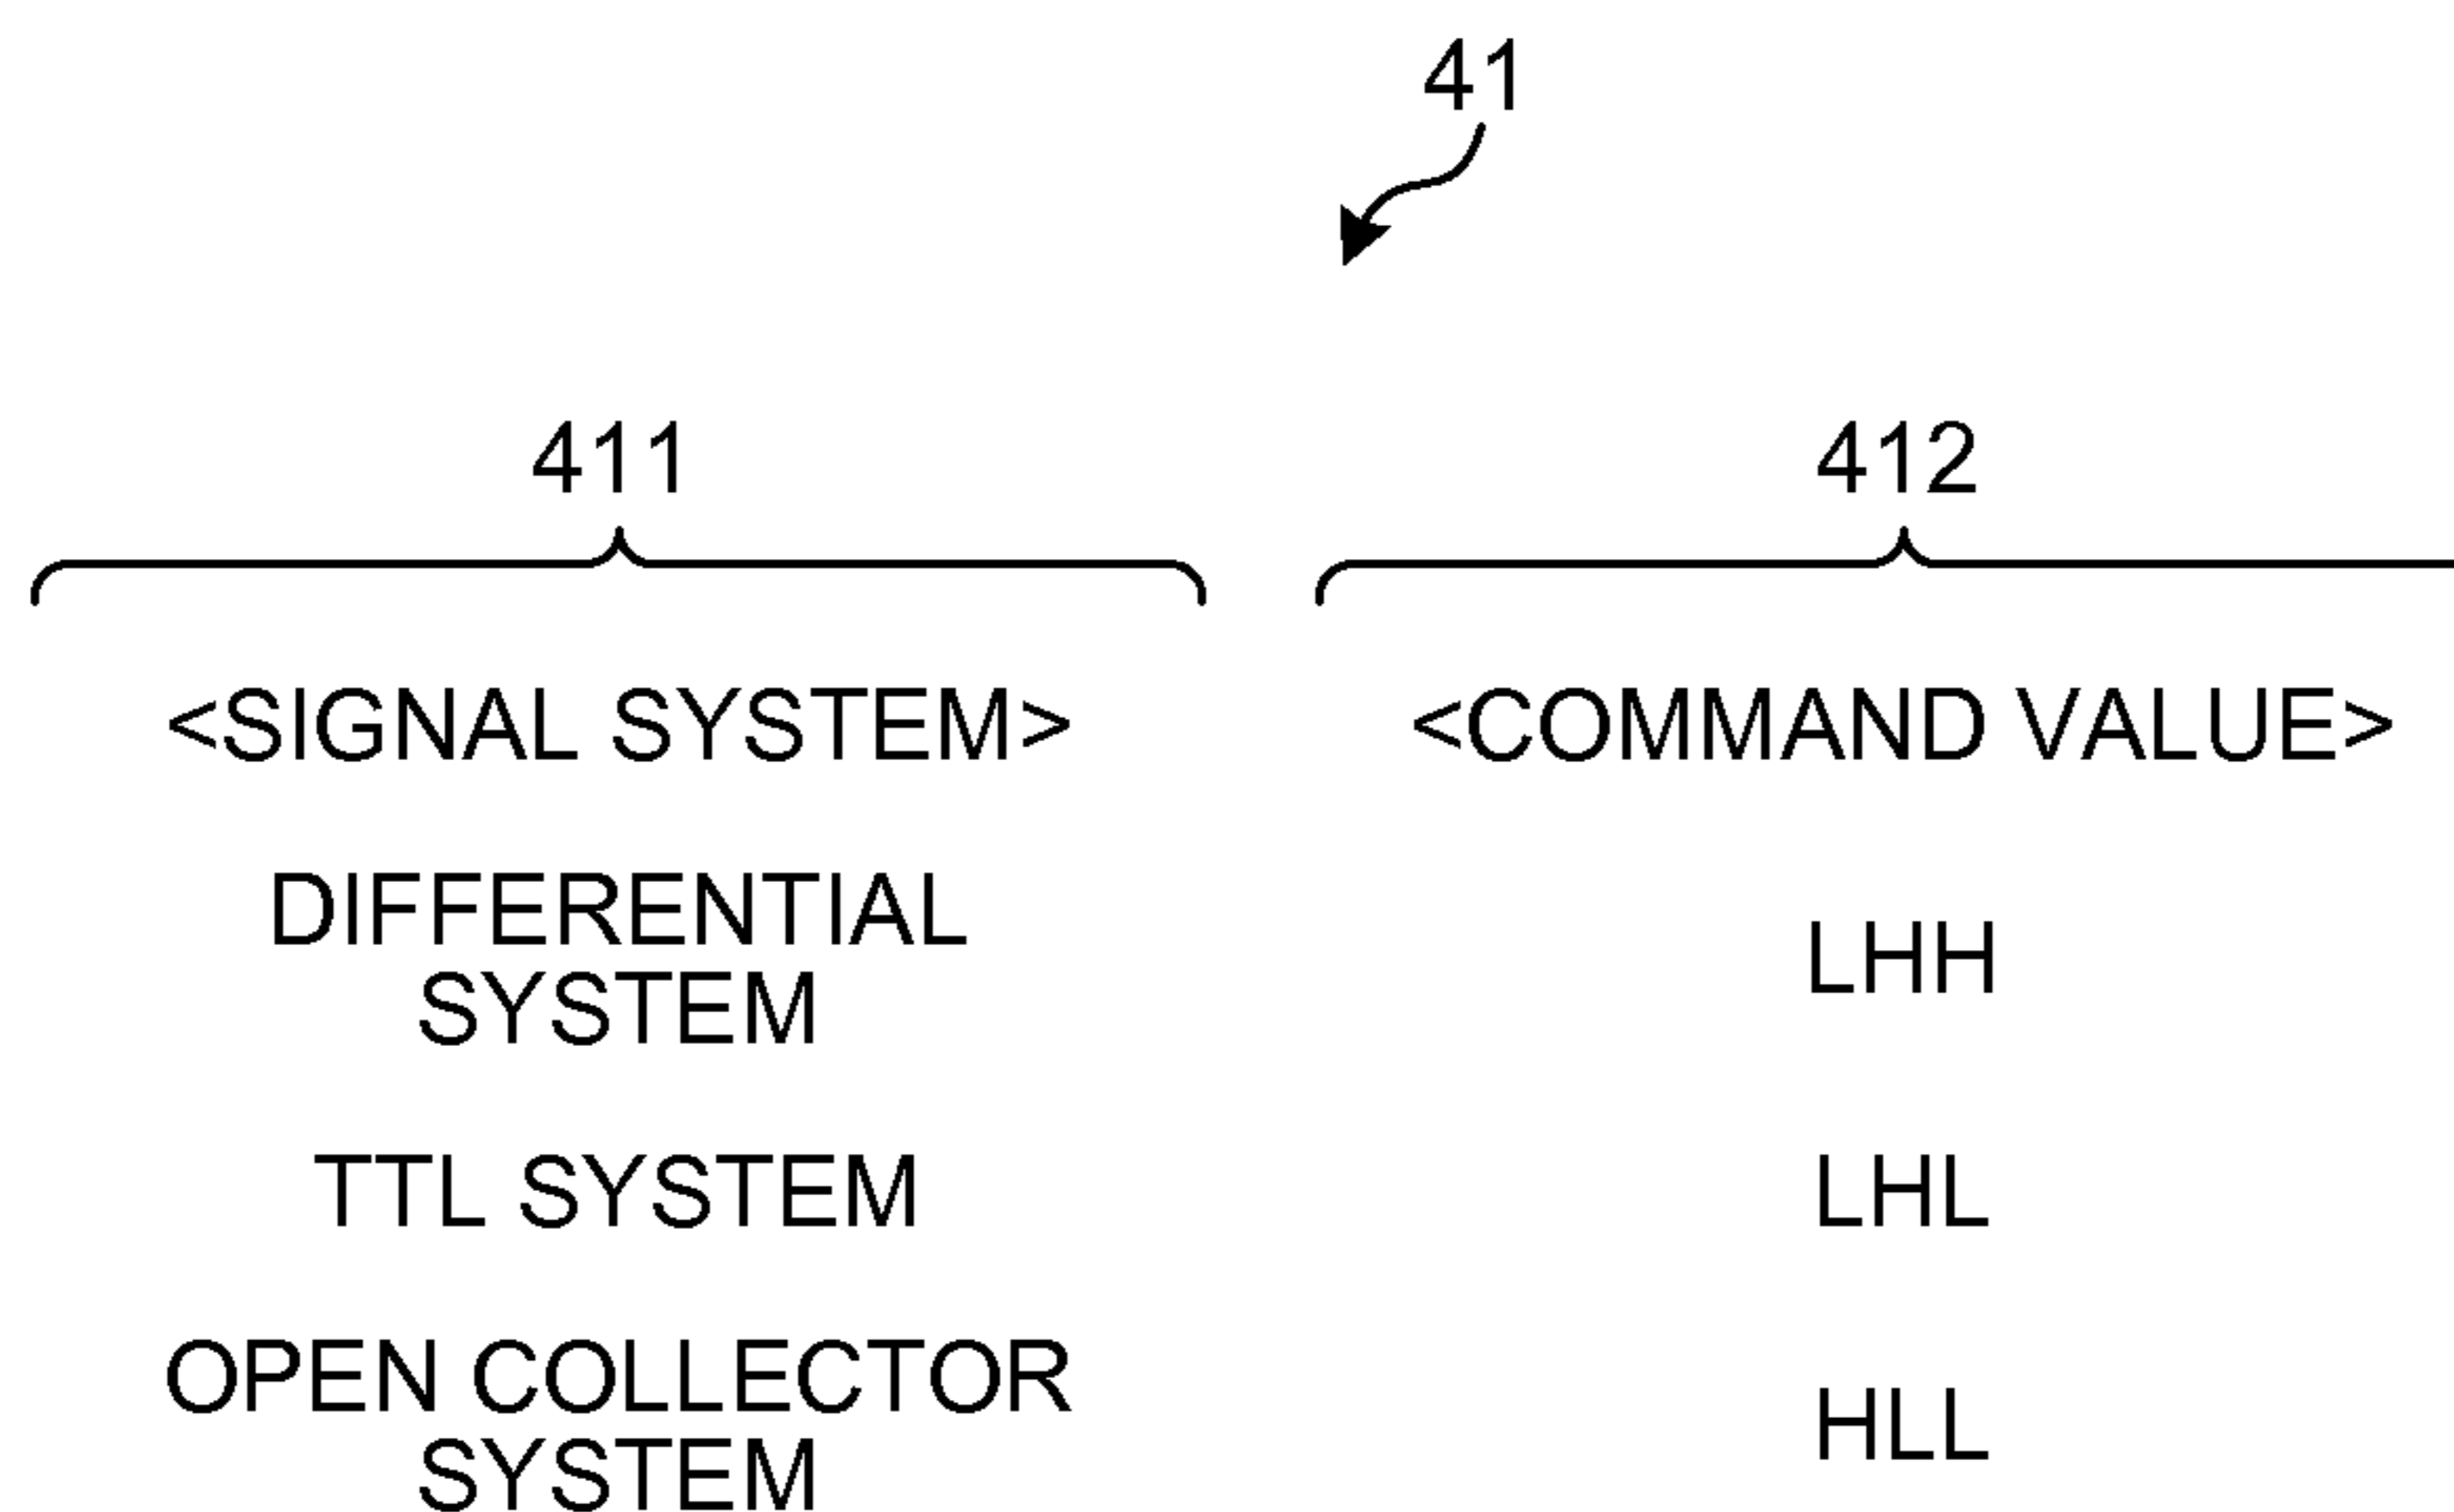 41
411 412
<SIGNAL SYSTEM> <COMMAND VALUE>
DIFFERENTIAL
SYSTEM
LHH
TTL SYSTEM LHL
OPEN COLLECTOR
SYSTEM
HLL